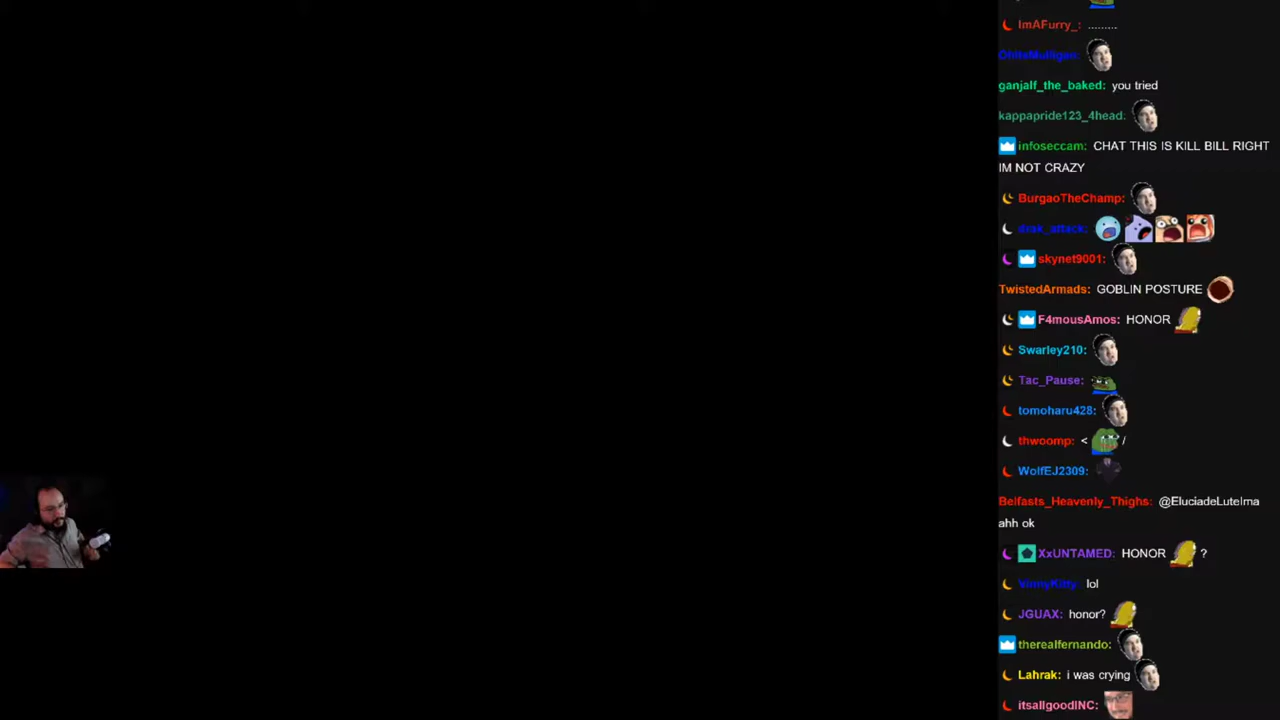 ImAFurry_: .........
ganjalf_the_baked: you tried
kappapride123_4head:
infoseccam: CHAT THIS IS KILL BILL RIGHT
IM NOT CRAZY
BurgaoTheChamp:
drak_attack:
skynet9001:
TwistedArmads: GOBLIN POSTURE
F4mousAmos: HONOR
Swarley210:
Tac_Pause:
tomoharu428:
thwoomp: < /
WolfEJ2309:
Belfasts_Heavenly_Thighs: @EluciadeLutelma
ahh ok
XxUNTAMED: HONOR ?
VinnyKitty: lol
JGUAX: honor?
therealfernando:
Lahrak: i was crying
itsallgoodINC: